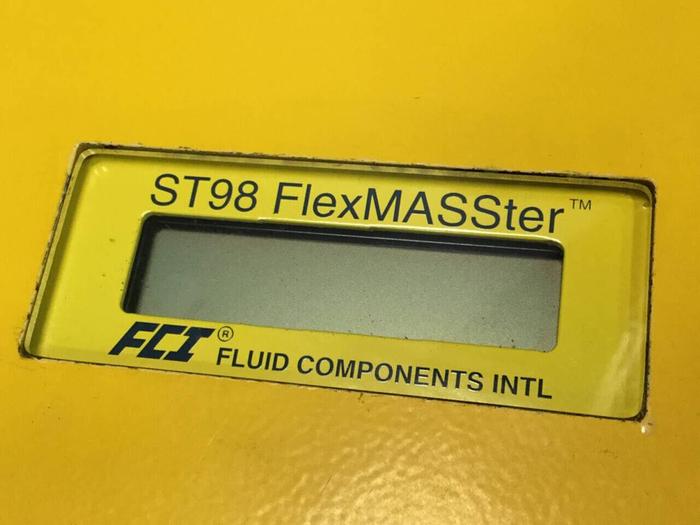 ST98 FlexMASSter™
FCI® FLUID COMPONENTS INTL